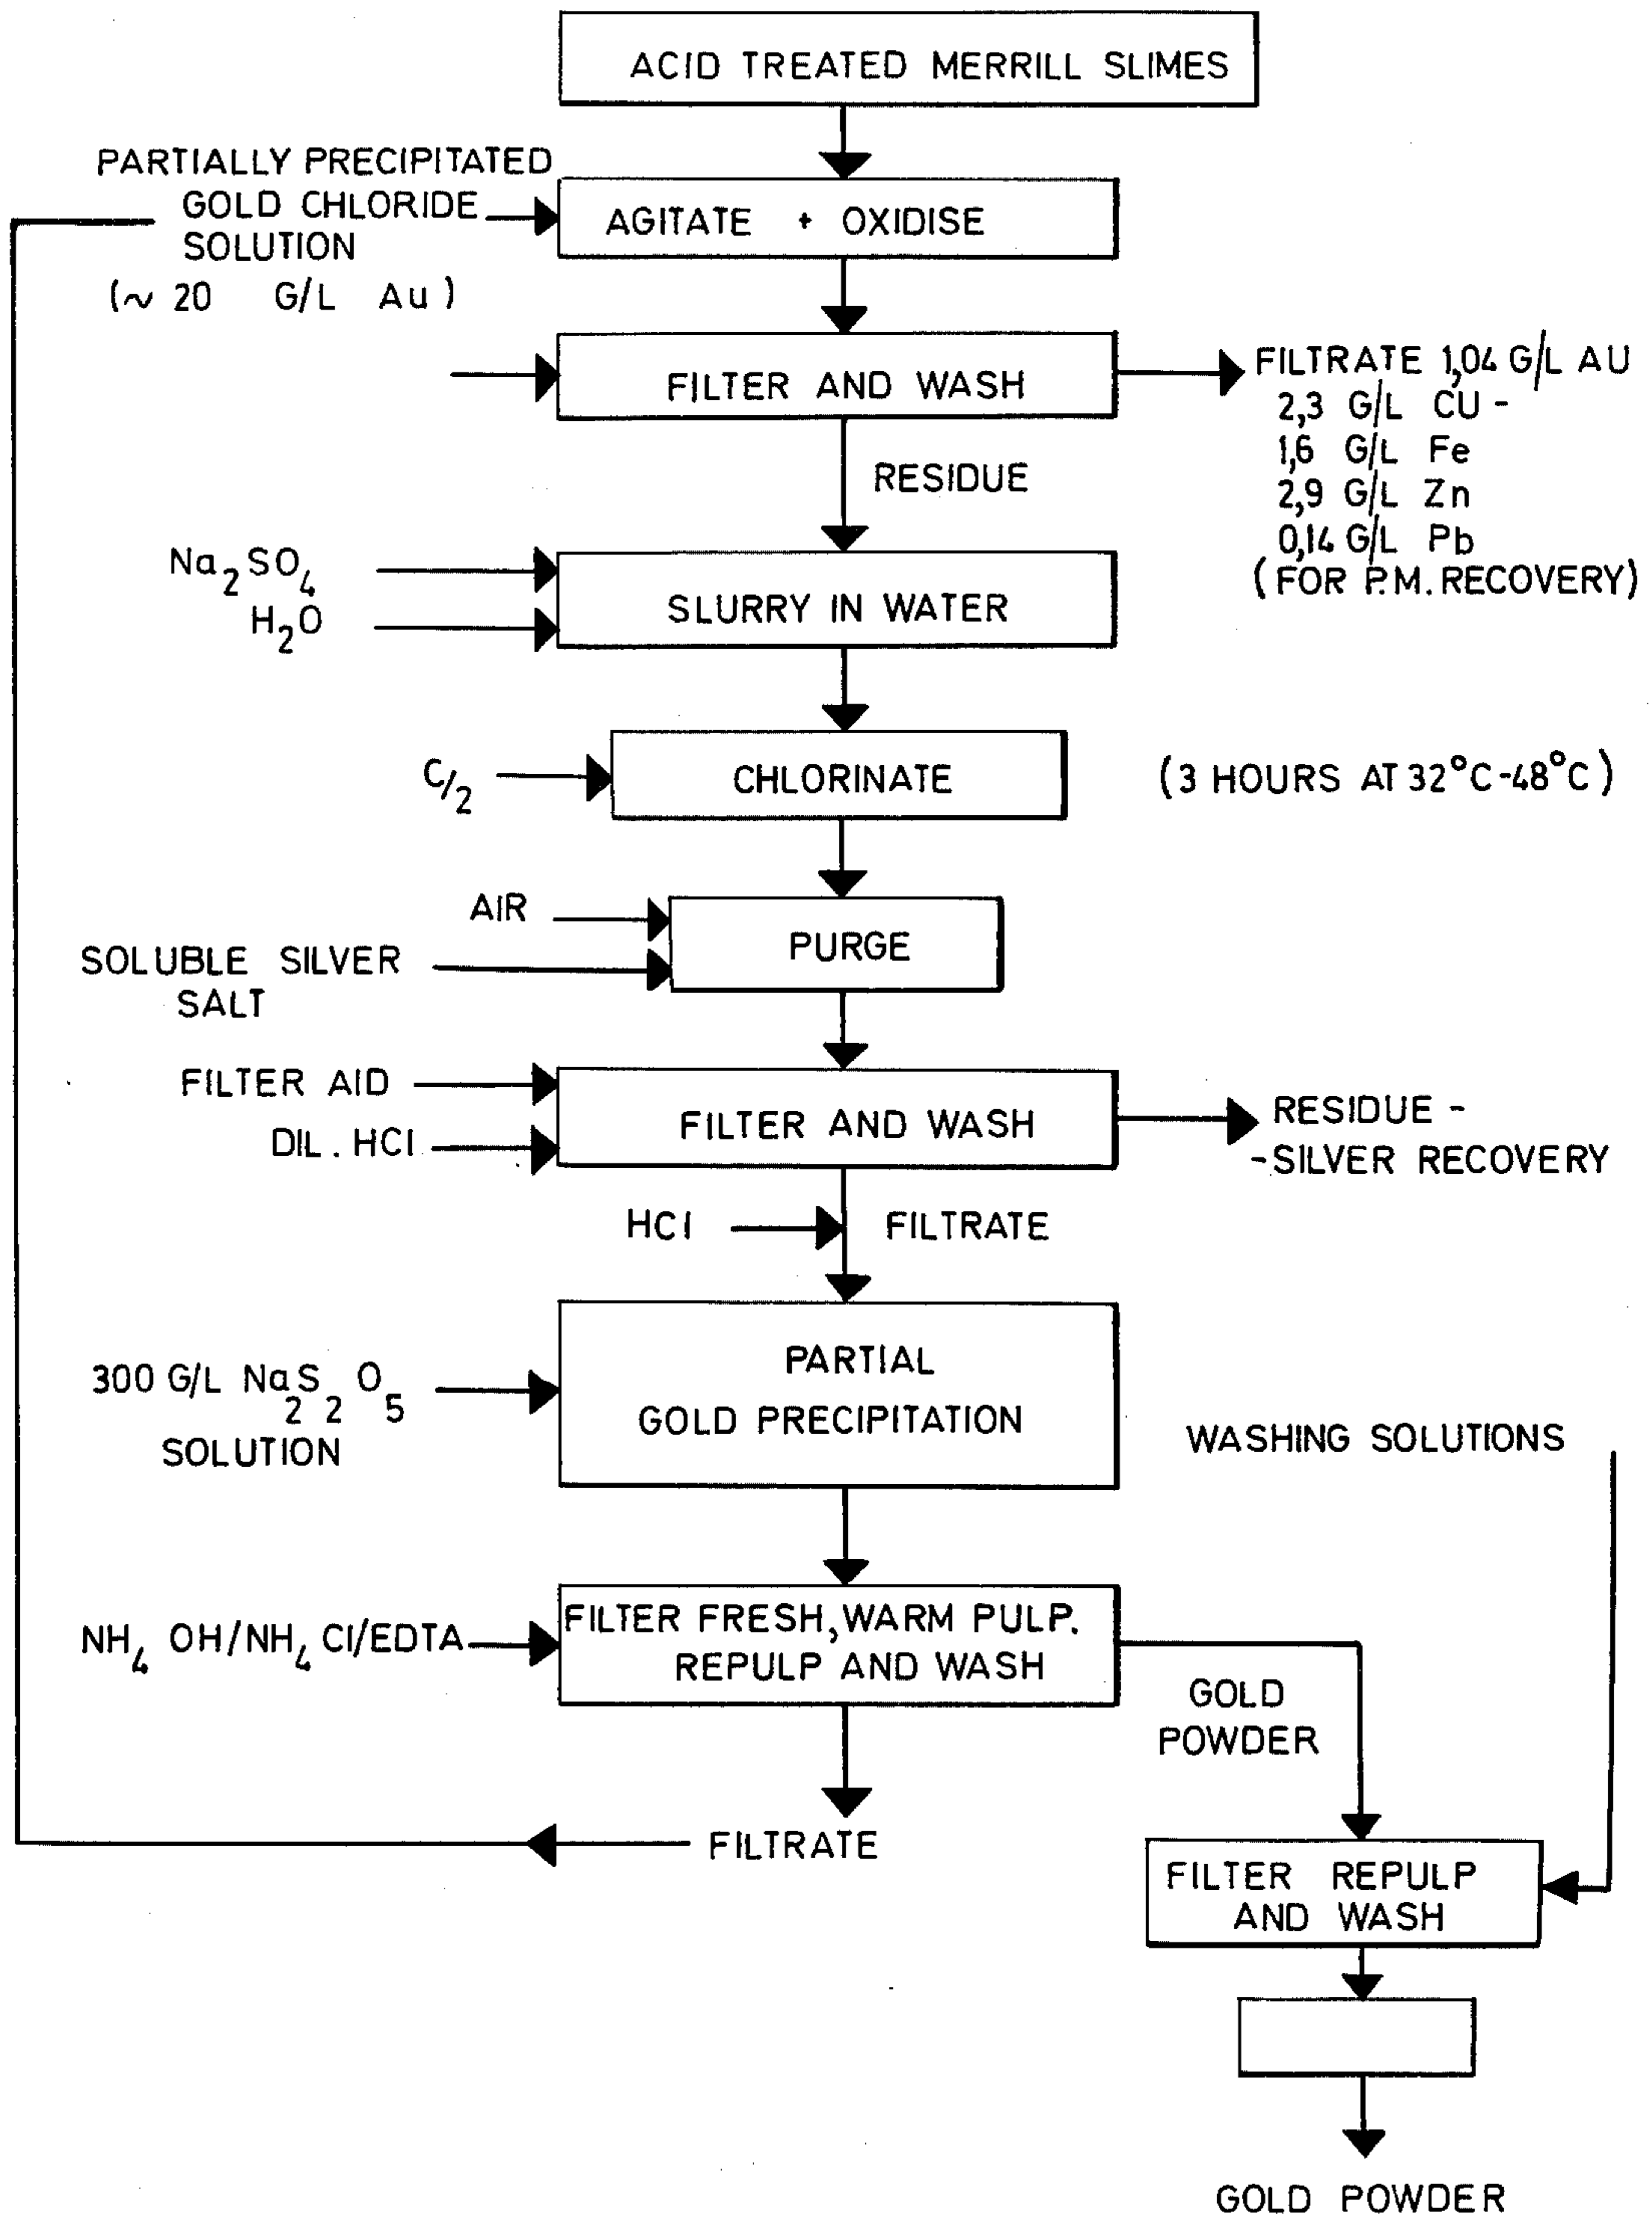 ACID TREATED MERRILL SLIMES
PARTIALLY PRECIPITATED
GOLD CHLORIDE
SOLUTION
(~ 20 G/L Au)
AGITATE + OXIDISE
FILTER AND WASH
FILTRATE 1,04 G/L AU
2,3 G/L CU -
1,6 G/L Fe
2,9 G/L Zn
0,14 G/L Pb
(FOR P.M. RECOVERY)
RESIDUE
Na2SO4
H2O
SLURRY IN WATER
C/2
CHLORINATE
(3 HOURS AT 32°C-48°C)
AIR
SOLUBLE SILVER
SALT
PURGE
FILTER AID
DIL. HCl
FILTER AND WASH
RESIDUE -
-SILVER RECOVERY
HCl
FILTRATE
300 G/L Na2S2O5
SOLUTION
PARTIAL
GOLD PRECIPITATION
WASHING SOLUTIONS
NH4 OH/NH4 Cl/EDTA
FILTER FRESH, WARM PULP.
REPULP AND WASH
GOLD
POWDER
FILTRATE
FILTER REPULP
AND WASH
GOLD POWDER